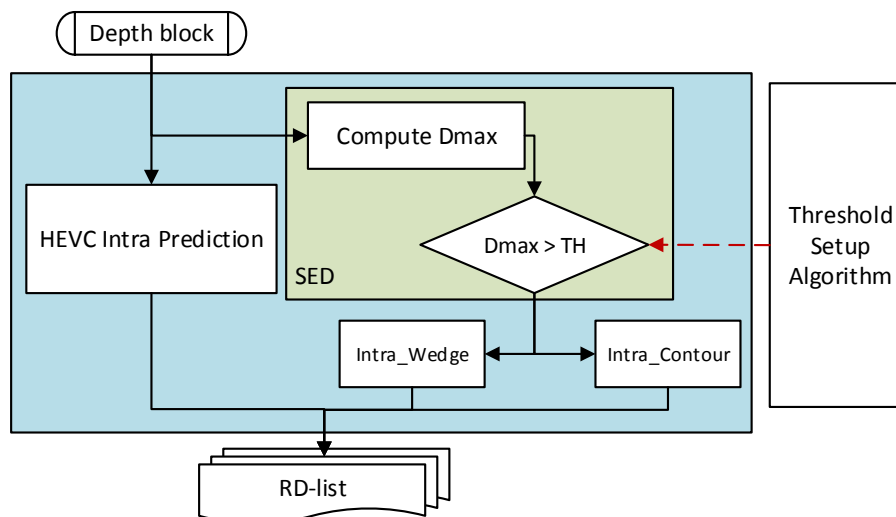 Depth block
Compute Dmax
HEVC Intra Prediction
Dmax > TH
SED
Threshold
Setup
Algorithm
Intra_Wedge
Intra_Contour
RD-list